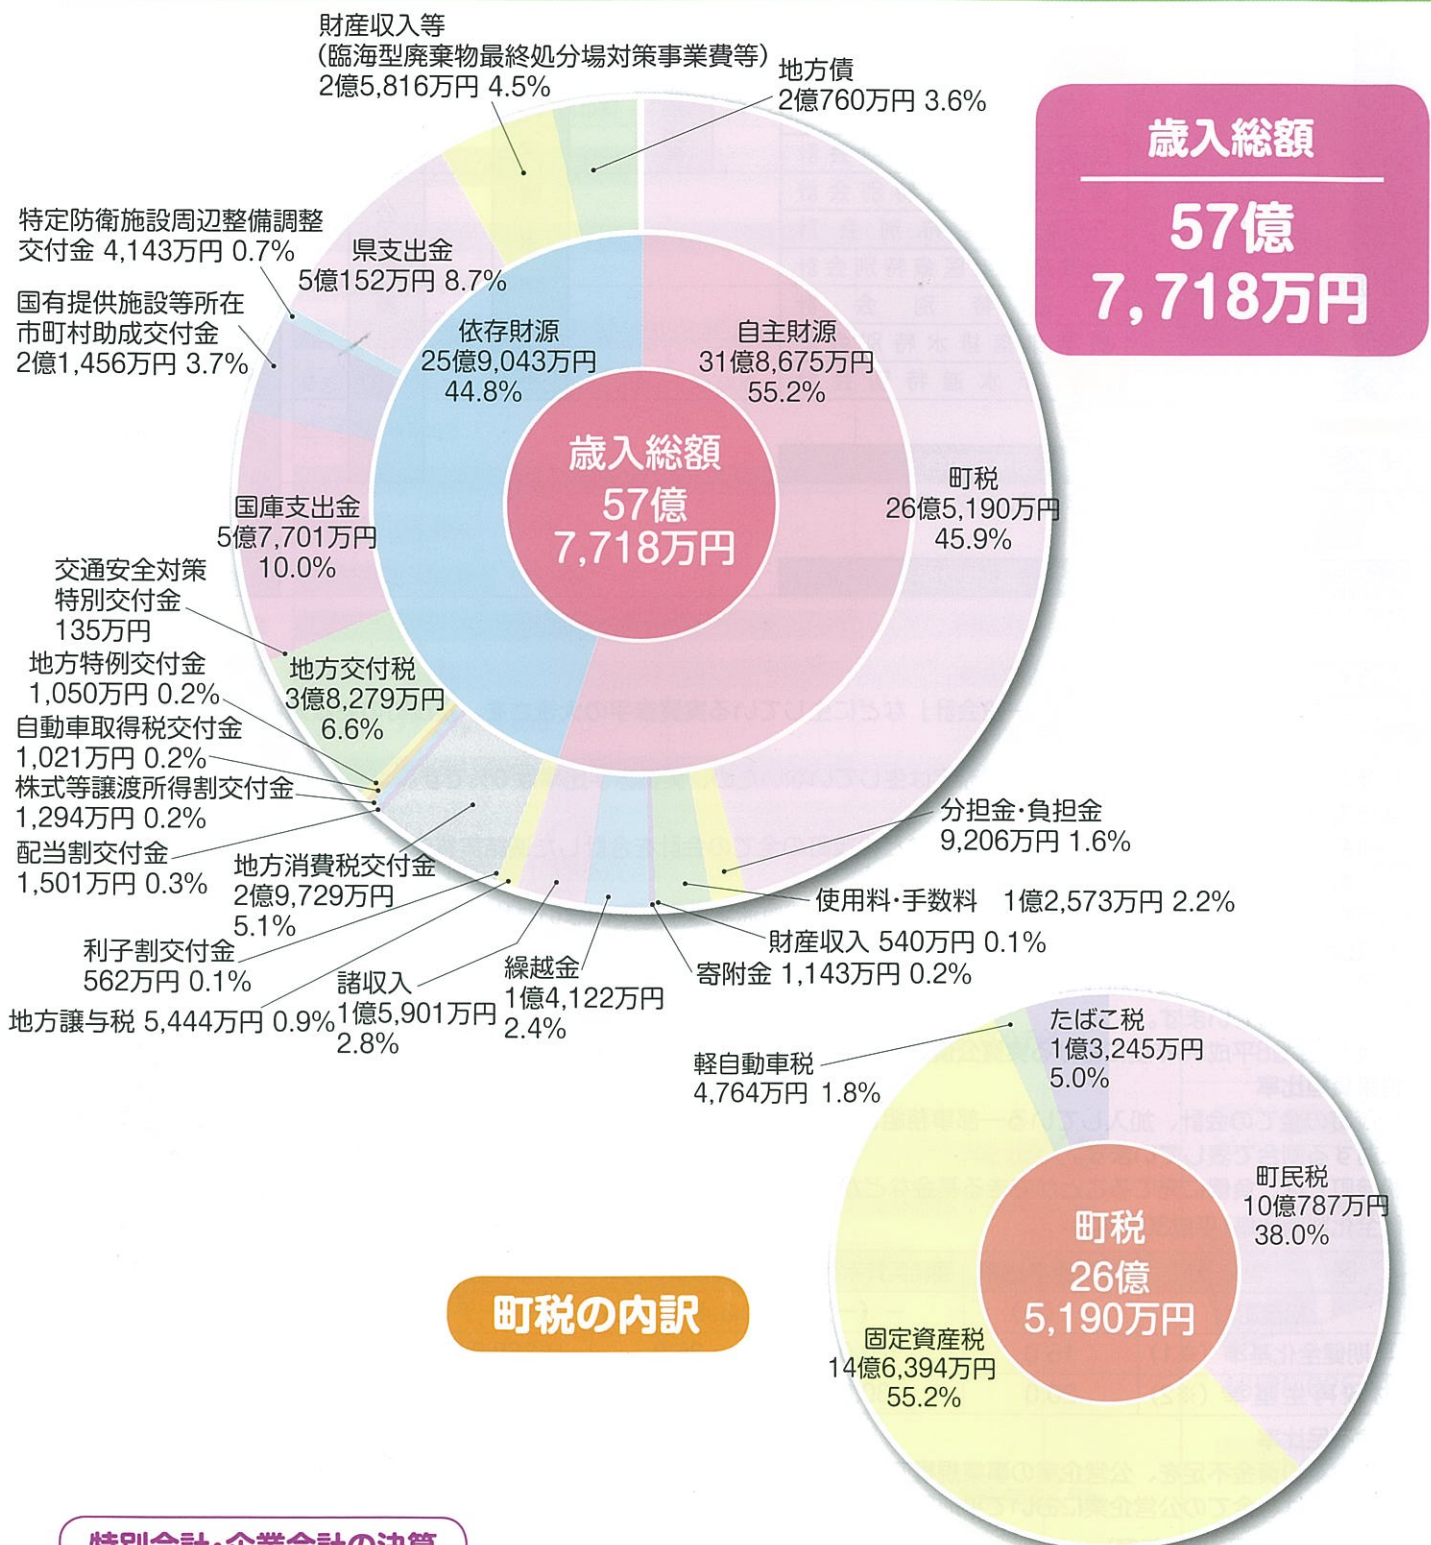 財産収入等
(臨海型廃棄物最終処分場対策事業費等)
2億5,816万円 4.5%
地方債
2億760万円 3.6%
歳入総額
57億
7,718万円
特定防衛施設周辺整備調整
交付金 4,143万円 0.7%
県支出金
5億152万円 8.7%
国有提供施設等所在
市町村助成交付金
2億1,456万円 3.7%
依存財源
25億9,043万円
44.8%
自主財源
31億8,675万円
55.2%
歳入総額
57億
7,718万円
町税
26億5,190万円
45.9%
国庫支出金
5億7,701万円
10.0%
交通安全対策
特別交付金
135万円
地方特例交付金
1,050万円 0.2%
地方交付税
3億8,279万円
6.6%
自動車取得税交付金
1,021万円 0.2%
株式等譲渡所得割交付金
1,294万円 0.2%
配当割交付金
1,501万円 0.3%
地方消費税交付金
2億9,729万円
5.1%
利子割交付金
562万円 0.1%
地方譲与税 5,444万円 0.9%
諸収入
1億5,901万円
2.8%
繰越金
1億4,122万円
2.4%
分担金・負担金
9,206万円 1.6%
使用料・手数料 1億2,573万円 2.2%
財産収入 540万円 0.1%
寄附金 1,143万円 0.2%
軽自動車税
4,764万円 1.8%
たばこ税
1億3,245万円
5.0%
町民税
10億787万円
38.0%
町税
26億
5,190万円
町税の内訳
固定資産税
14億6,394万円
55.2%
特別会計・企業会計の決算